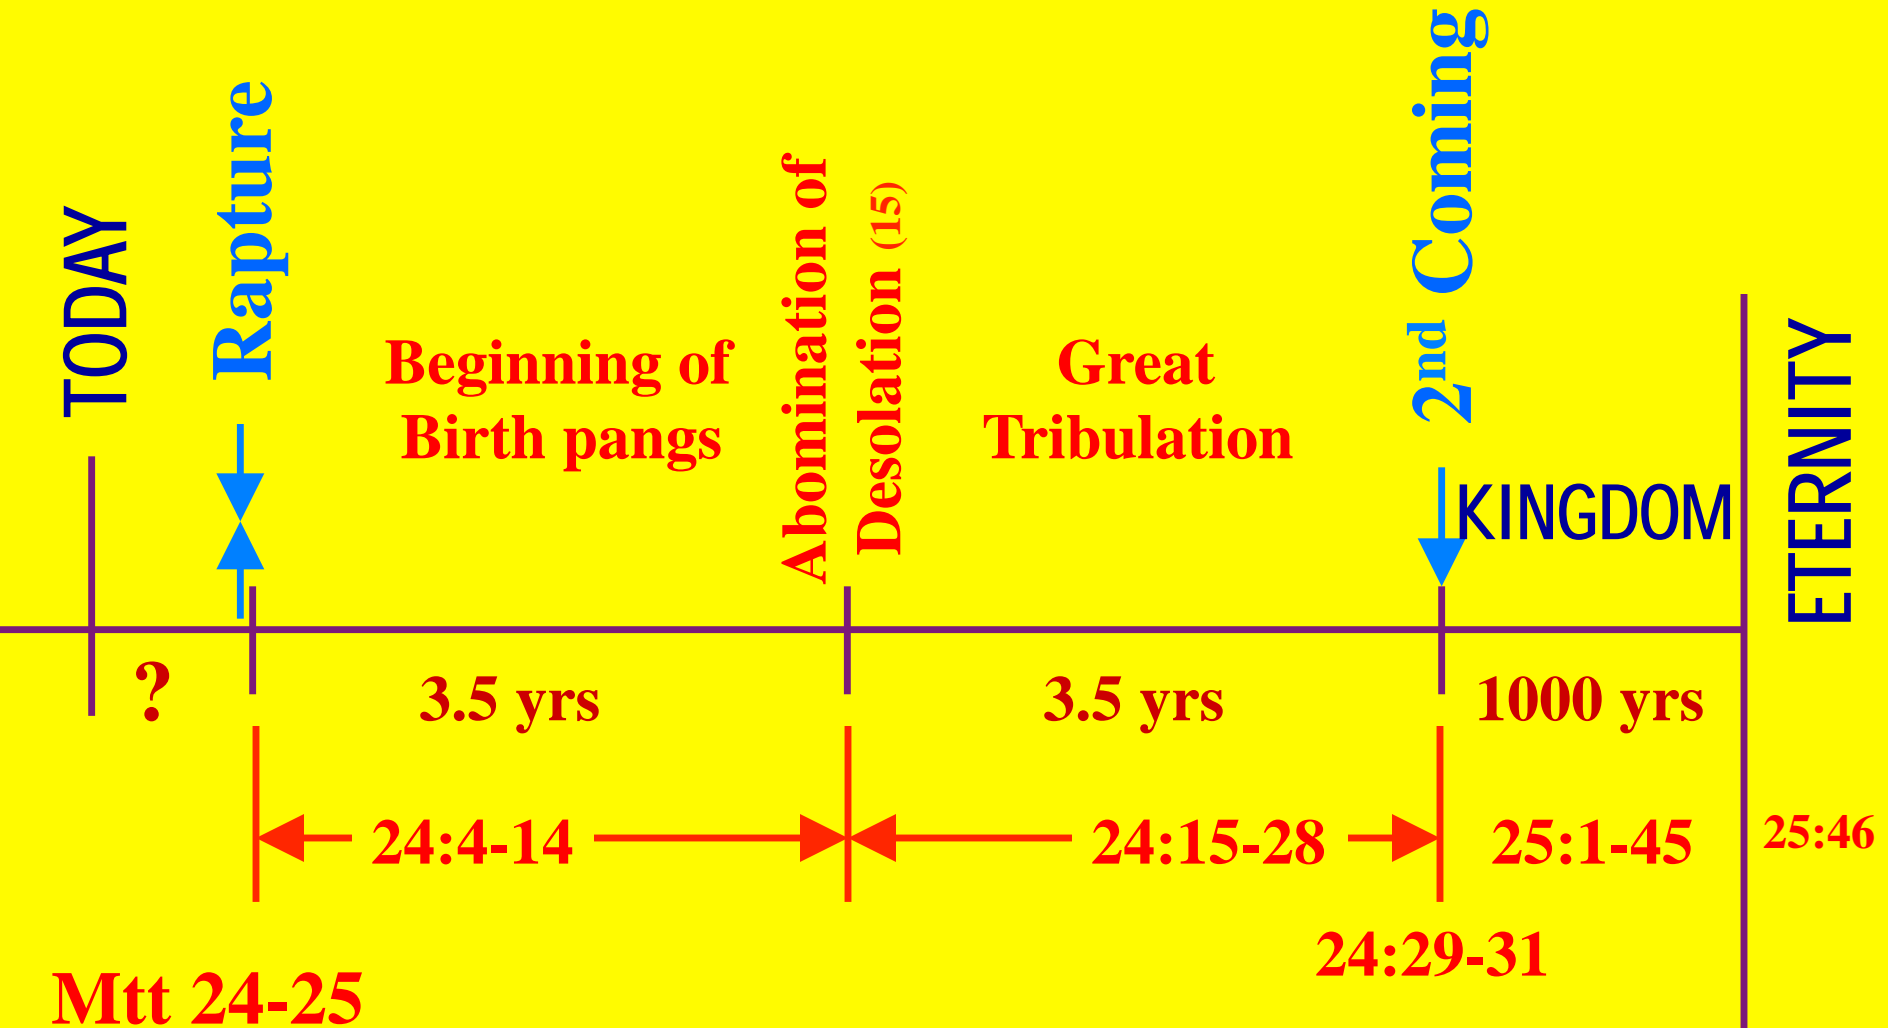 TODAY
Rapture
Beginning of
Birth pangs
Abomination of
Desolation (15)
Great
Tribulation
2nd Coming
KINGDOM
ETERNITY
?
3.5 yrs
3.5 yrs
1000 yrs
24:4-14
24:15-28
25:1-45
25:46
24:29-31
Mtt 24-25